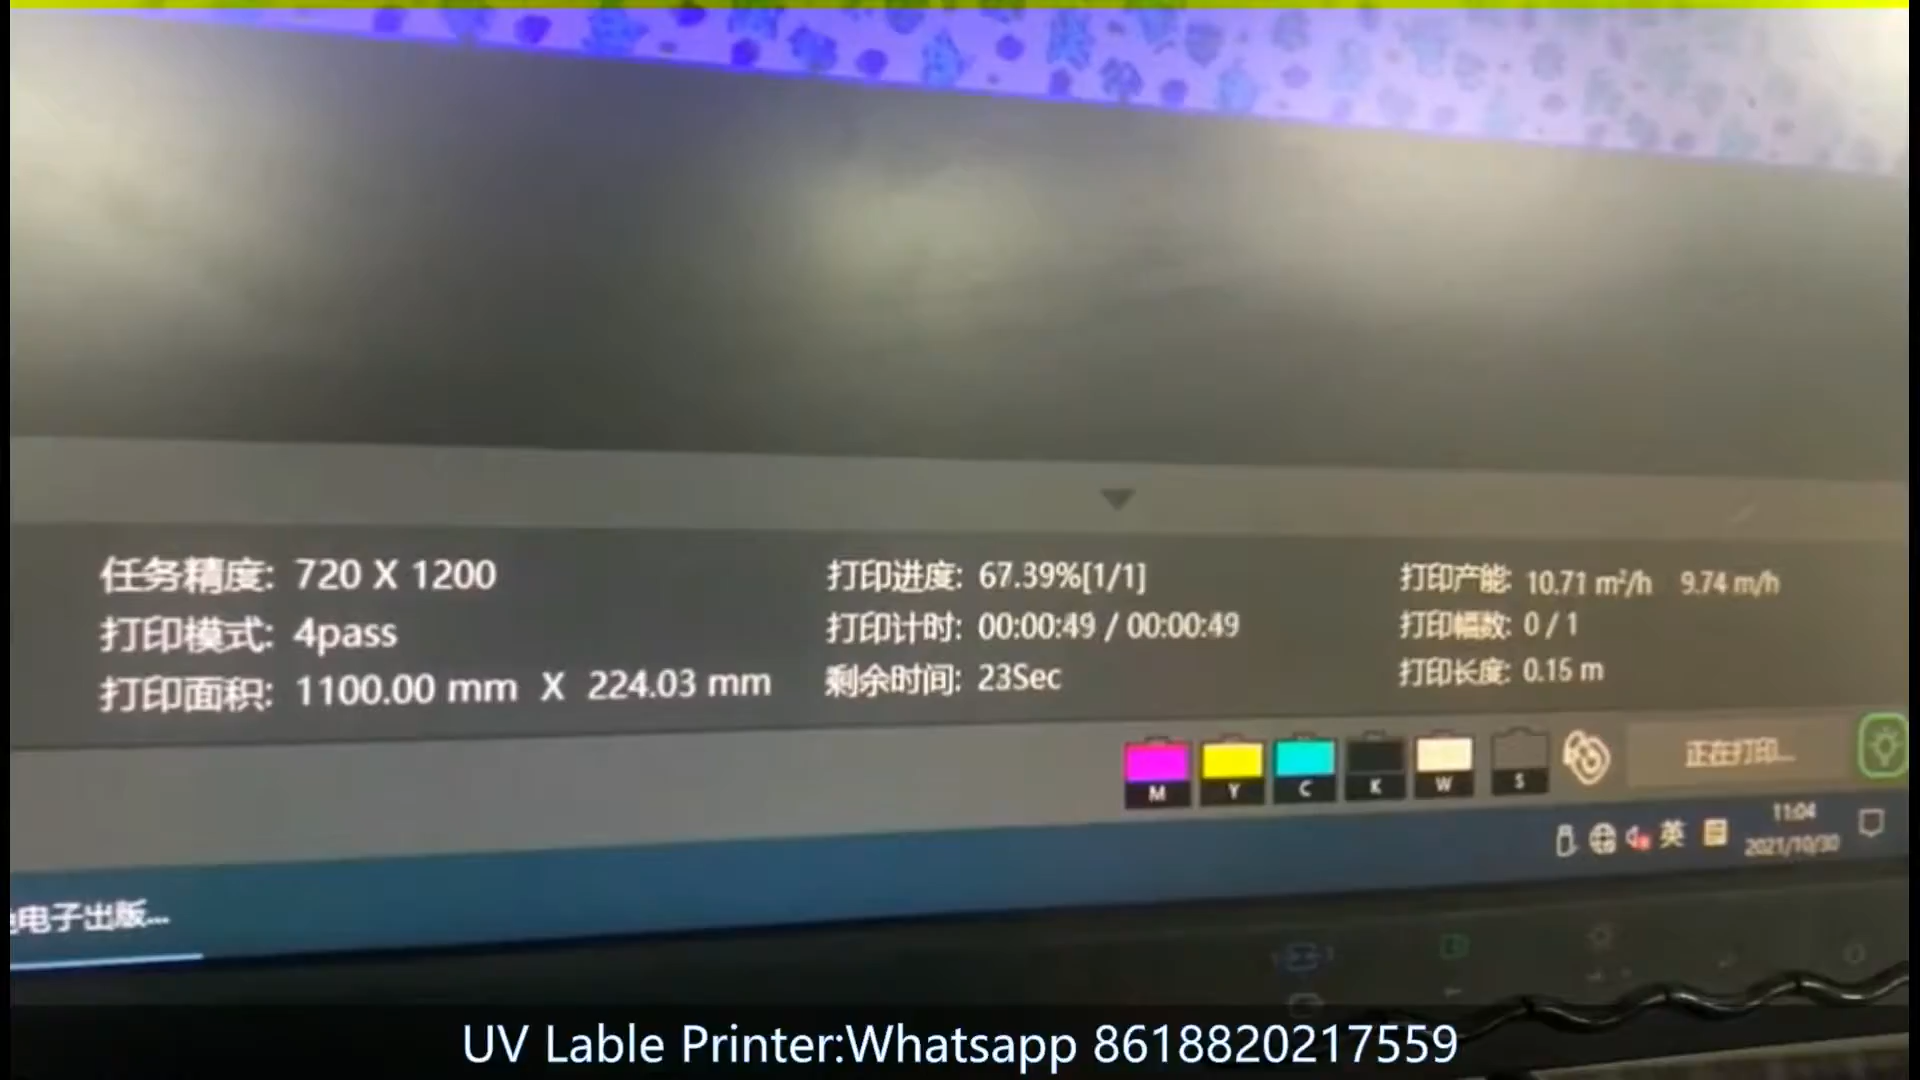 任务精度: 720 X 1200
打印模式: 4pass
打印面积: 1100.00 mm X 224.03 mm
打印进度: 67.39%[1/1]
打印计时: 00:00:49 / 00:00:49
剩余时间: 23Sec
打印产能: 10.71 m²/h 9.74 m/h
打印幅数: 0 / 1
打印长度: 0.15 m
M Y C K W S
正在打印...
英
11:04
2021/10/30
电子出版...
UV Lable Printer:Whatsapp 8618820217559